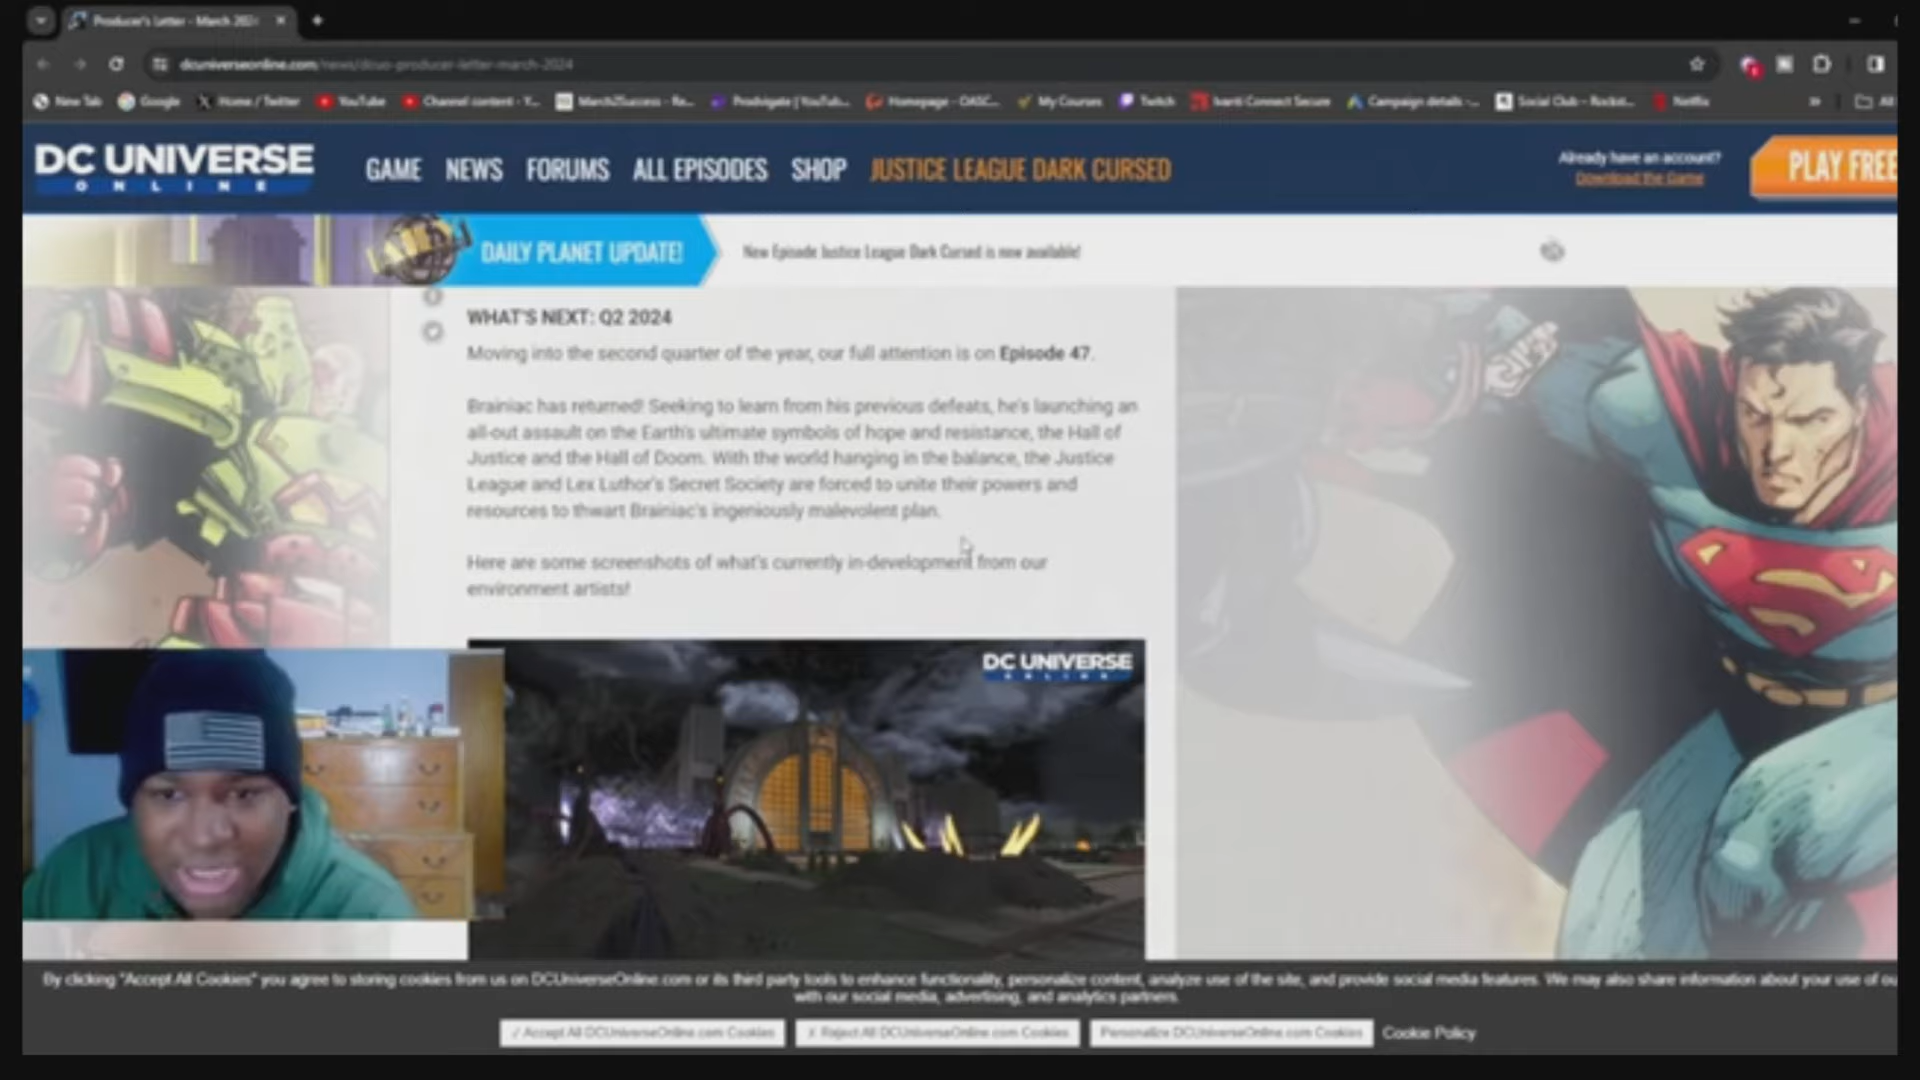 Producer's Letter - March 202
dcuniverseonline.com/news/dcuo-producer-letter-march-2024
New Tab Google Home / Twitter YouTube Channel content - Y... March2Success - Re... Prodvigate | YouTub... Homepage - OASC... My Courses Twitch Ivanti Connect Secure Campaign details -... Social Club - Rockst... Netflix » All
DC UNIVERSE
ONLINE
GAME NEWS FORUMS ALL EPISODES SHOP JUSTICE LEAGUE DARK CURSED
Already have an account?
Download the Game
PLAY FREE
DAILY PLANET UPDATE!
New Episode Justice League Dark Cursed is now available!
WHAT'S NEXT: Q2 2024
Moving into the second quarter of the year, our full attention is on Episode 47.
Brainiac has returned! Seeking to learn from his previous defeats, he's launching an
all-out assault on the Earth's ultimate symbols of hope and resistance, the Hall of
Justice and the Hall of Doom. With the world hanging in the balance, the Justice
League and Lex Luthor's Secret Society are forced to unite their powers and
resources to thwart Brainiac's ingeniously malevolent plan.
Here are some screenshots of what's currently in-development from our
environment artists!
DC UNIVERSE
ONLINE
By clicking "Accept All Cookies" you agree to storing cookies from us on DCUniverseOnline.com or its third party tools to enhance functionality, personalize content, analyze use of the site, and provide social media features. We may also share information about your use of ou
with our social media, advertising, and analytics partners.
✓ Accept All DCUniverseOnline.com Cookies
X Reject All DCUniverseOnline.com Cookies
Personalize DCUniverseOnline.com Cookies
Cookie Policy